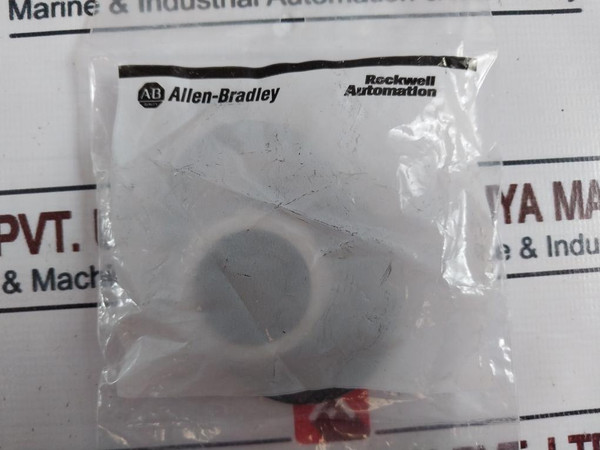 Marine & Industrial Automation &
AB Allen-Bradley
Rockwell
Automation
PVT.
YA MA
& Mach
e & Indu